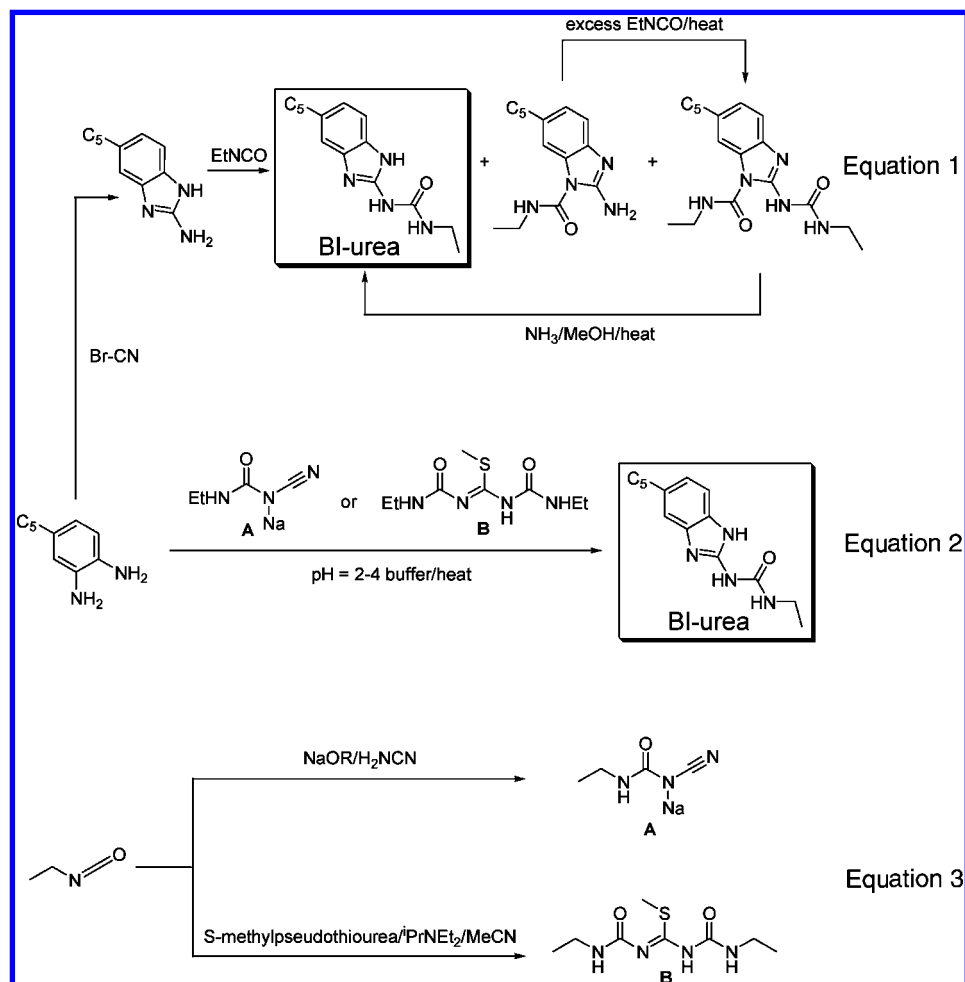 excess EtNCO/heat
C5
C5
C5
C5
EtNCO
NH
N
NH2
NH
N
HN
O
HN
BI-urea
+
N
N
HN
O
NH2
+
N
N
HN
O
HN
O
HN
Equation 1
NH3/MeOH/heat
Br-CN
O
N
EtHN
N
Na
A
or
S
O
O
EtHN
N
N
H
NHEt
B
C5
NH2
NH2
pH = 2-4 buffer/heat
C5
NH
N
HN
O
HN
BI-urea
Equation 2
NaOR/H2NCN
O
N
N
H
N
Na
A
O
N
Equation 3
S-methylpseudothiourea/iPrNEt2/MeCN
S
O
O
N
H
N
N
H
N
H
B